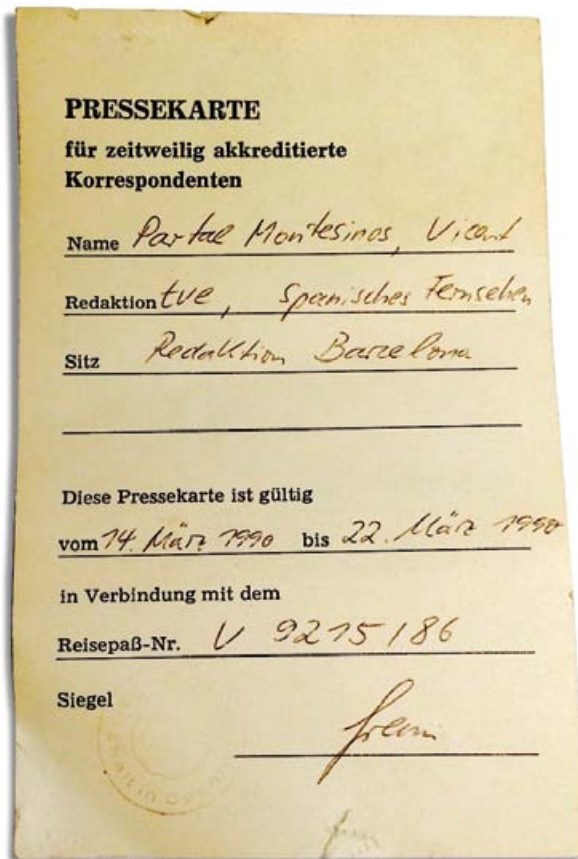 PRESSEKARTE
für zeitweilig akkreditierte
Korrespondenten
Name Partal Montesinos, Vicent
Redaktion tve, Spanisches Fernsehen
Sitz Redaktion Barcelona
Diese Pressekarte ist gültig
vom 14. März 1990 bis 22. März 1990
in Verbindung mit dem
Reisepaß-Nr. V 9215186
Siegel